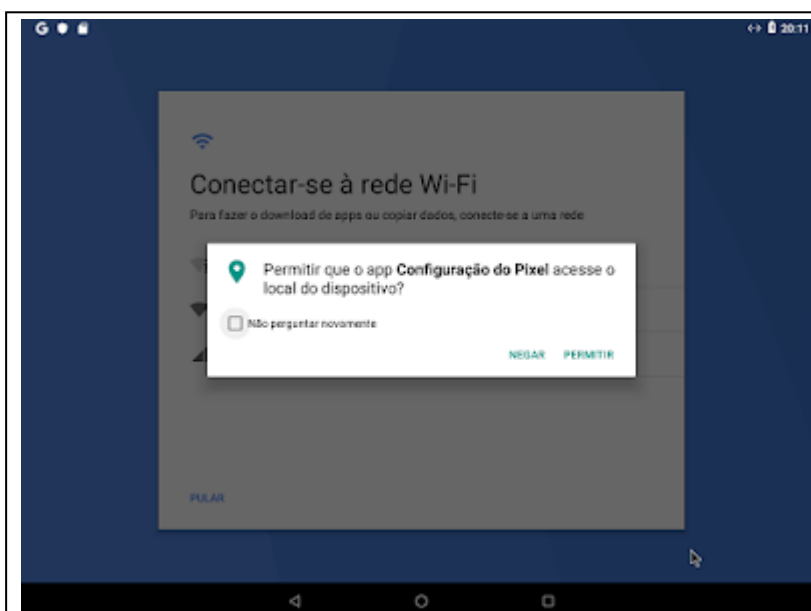 G 20:11
Conectar-se à rede Wi-Fi
Para fazer o download de apps ou copiar dados, conecte-se a uma rede
Permitir que o app Configuração do Pixel acesse o
local do dispositivo?
Não perguntar novamente
NEGAR PERMITIR
PULAR